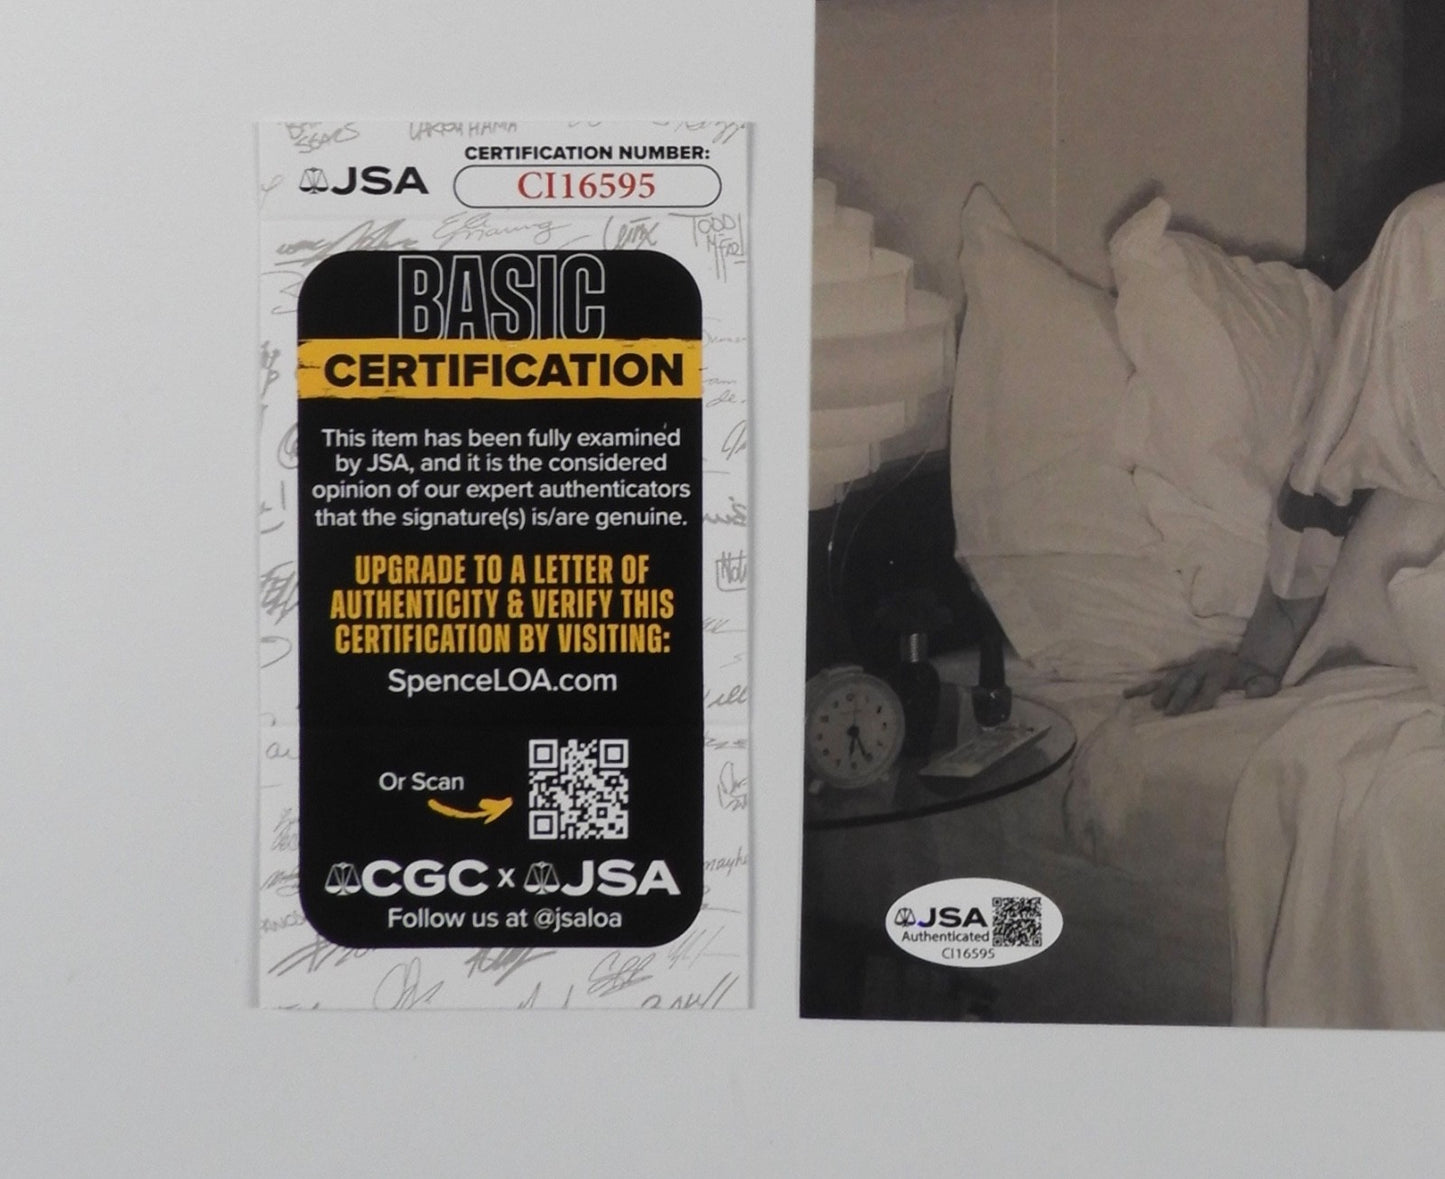 JSA
CERTIFICATION NUMBER:
CI16595
BASIC
CERTIFICATION
This item has been fully examined
by JSA, and it is the considered
opinion of our expert authenticators
that the signature(s) is/are genuine.
UPGRADE TO A LETTER OF
AUTHENTICITY & VERIFY THIS
CERTIFICATION BY VISITING:
SpenceLOA.com
Or Scan
CGC x JSA
Follow us at @jsaloa
JSA
Authenticated
CI16595